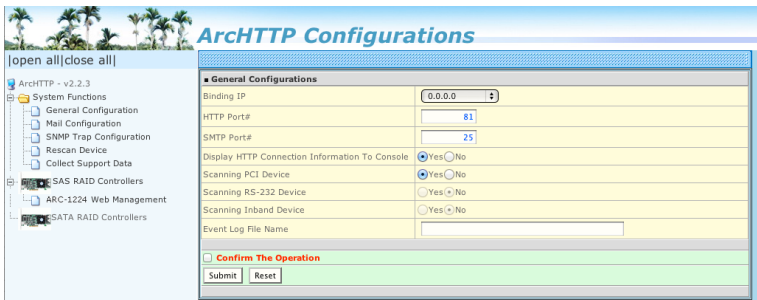 ArcHTTP Configurations
|open all|close all|
ArcHTTP - v2.2.3
System Functions
General Configuration
Mail Configuration
SNMP Trap Configuration
Rescan Device
Collect Support Data
SAS RAID Controllers
ARC-1224 Web Management
SATA RAID Controllers
General Configurations
Binding IP 0.0.0.0
HTTP Port# 81
SMTP Port# 25
Display HTTP Connection Information To Console Yes No
Scanning PCI Device Yes No
Scanning RS-232 Device Yes No
Scanning Inband Device Yes No
Event Log File Name
Confirm The Operation
Submit Reset